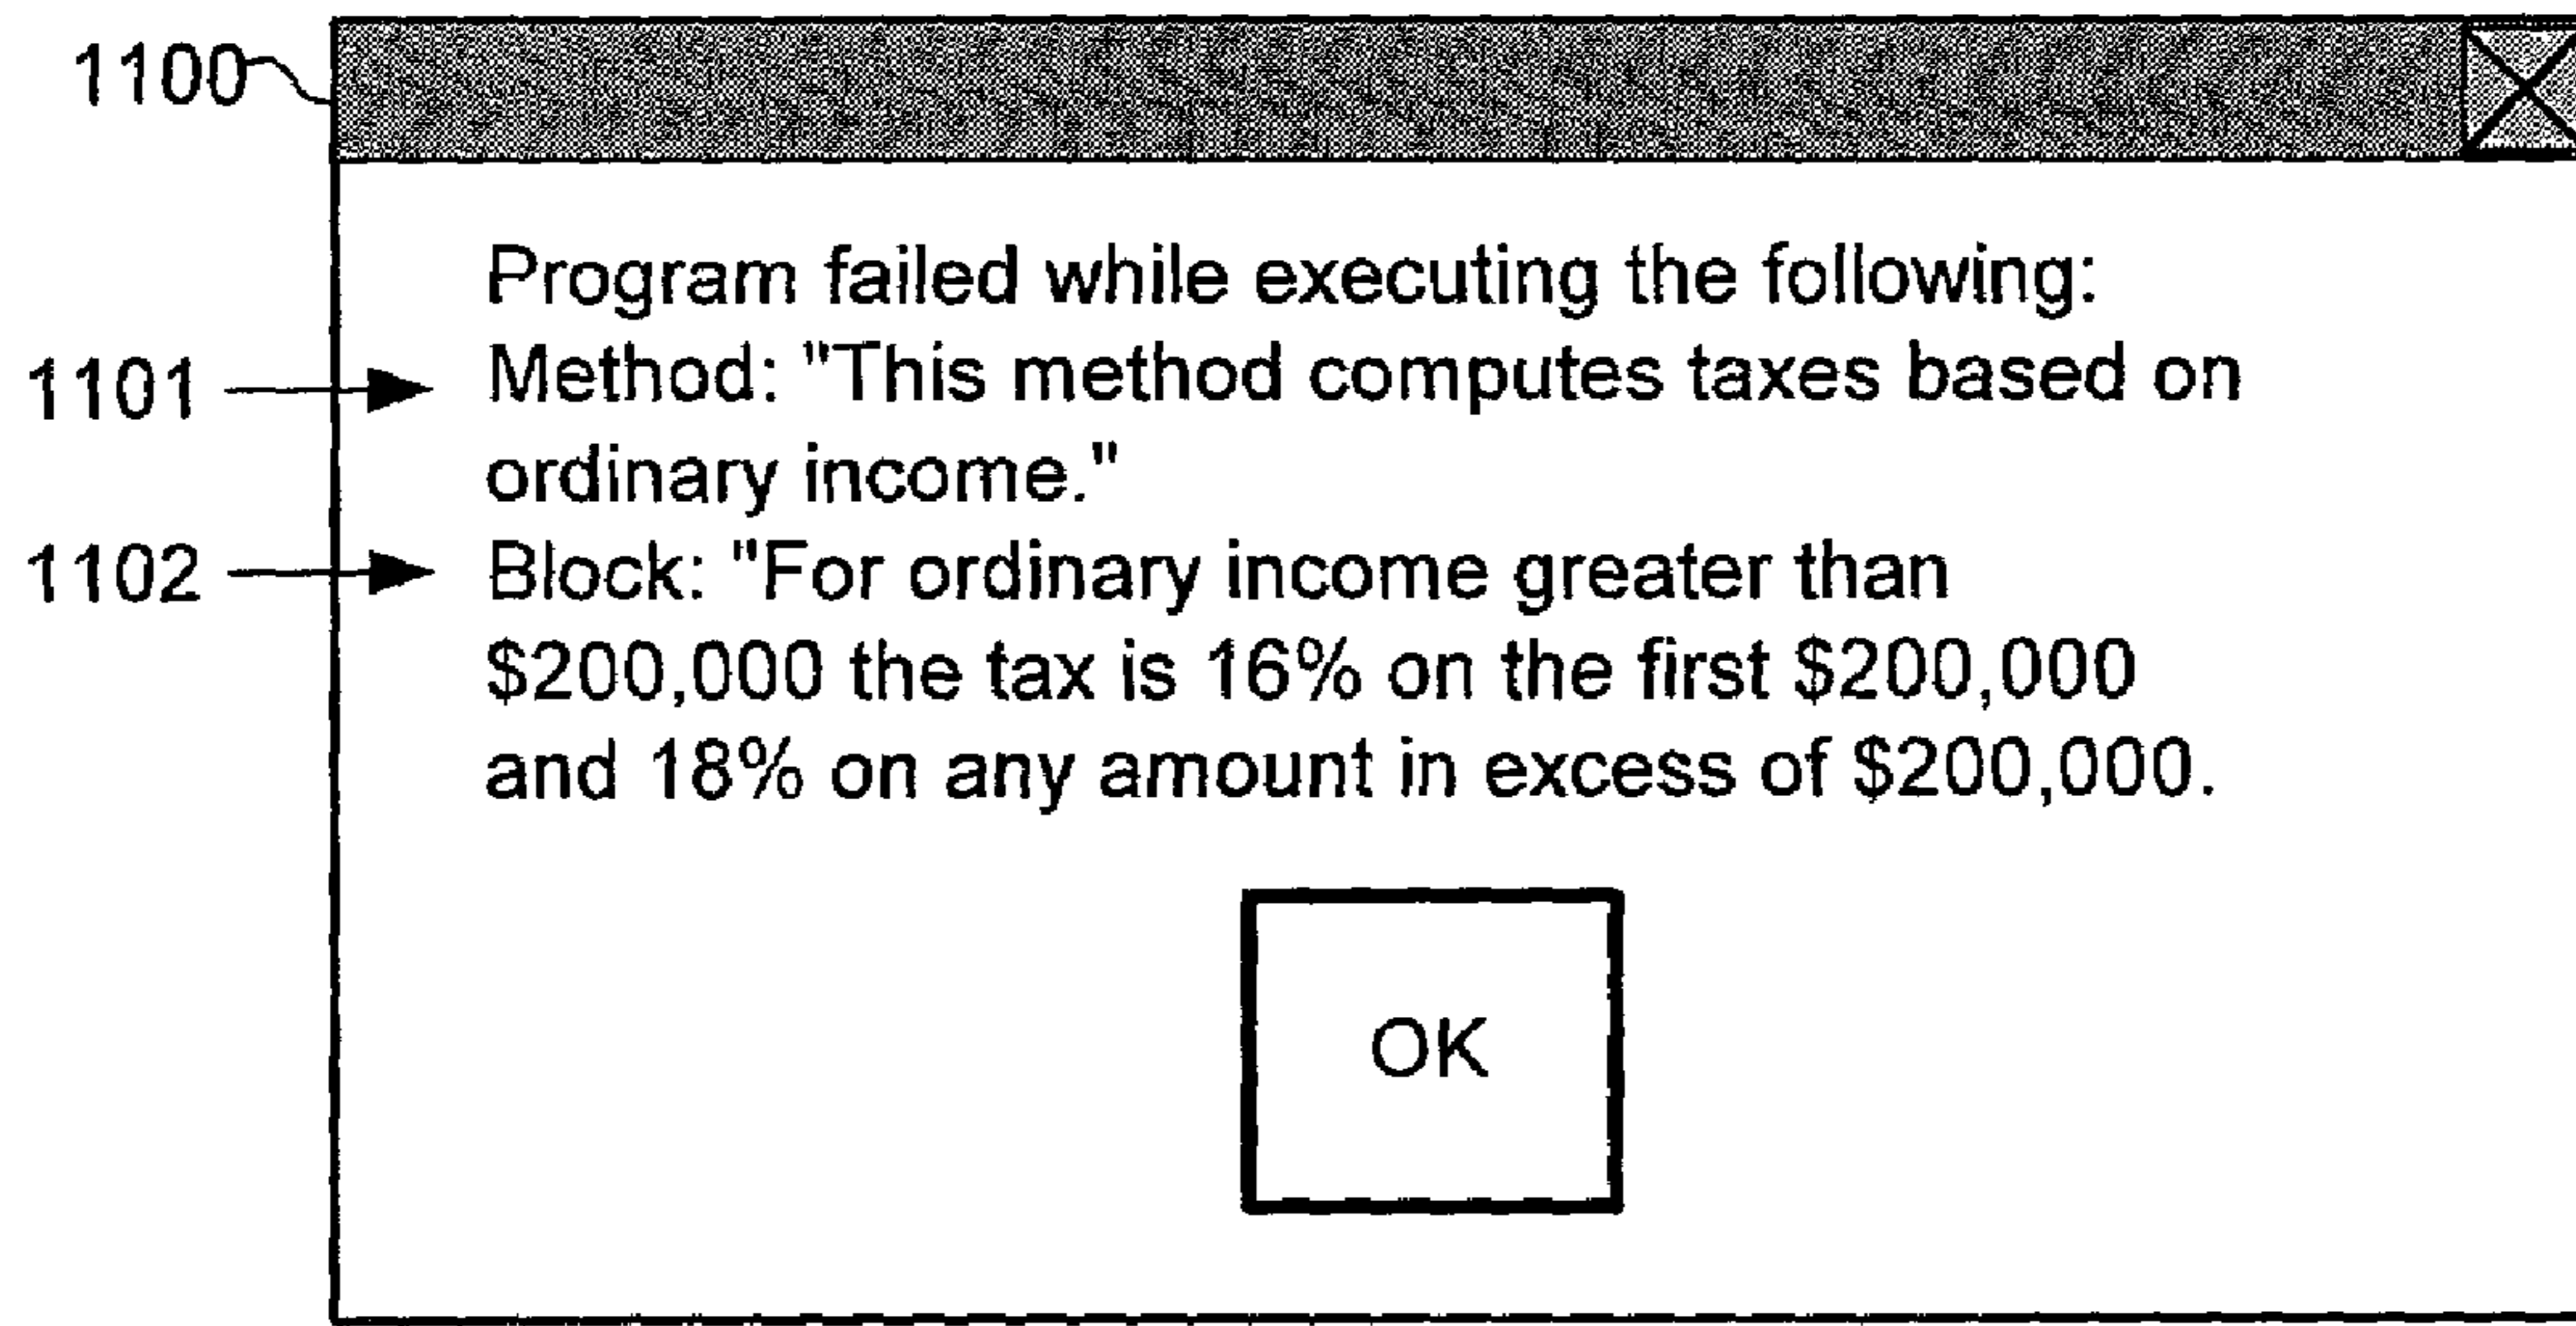 1100
Program failed while executing the following:
1101 Method: "This method computes taxes based on
ordinary income."
1102 Block: "For ordinary income greater than
$200,000 the tax is 16% on the first $200,000
and 18% on any amount in excess of $200,000.
OK